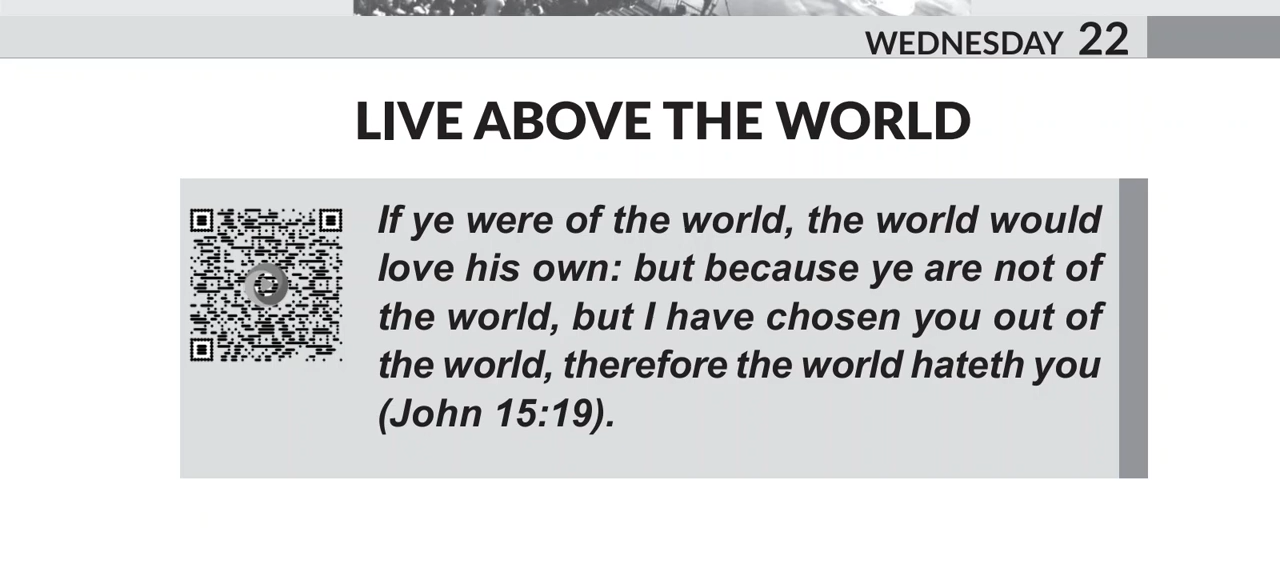 WEDNESDAY 22
LIVE ABOVE THE WORLD
If ye were of the world, the world would
love his own: but because ye are not of
the world, but I have chosen you out of
the world, therefore the world hateth you
(John 15:19).